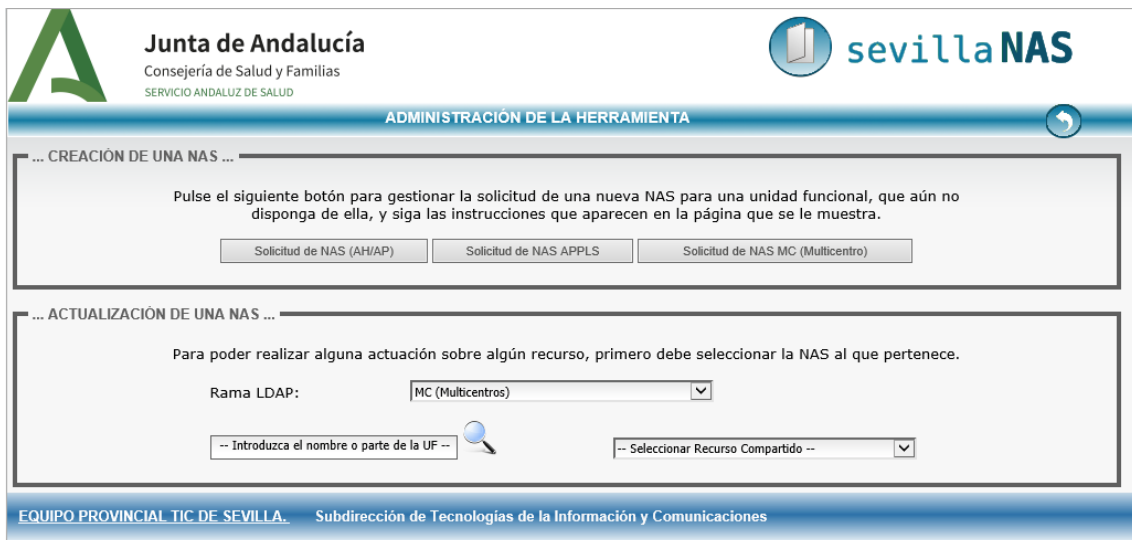 Junta de Andalucía
Consejería de Salud y Familias
SERVICIO ANDALUZ DE SALUD
sevillaNAS
ADMINISTRACIÓN DE LA HERRAMIENTA
... CREACIÓN DE UNA NAS ...
Pulse el siguiente botón para gestionar la solicitud de una nueva NAS para una unidad funcional, que aún no
disponga de ella, y siga las instrucciones que aparecen en la página que se le muestra.
Solicitud de NAS (AH/AP) Solicitud de NAS APPLS Solicitud de NAS MC (Multicentro)
... ACTUALIZACIÓN DE UNA NAS ...
Para poder realizar alguna actuación sobre algún recurso, primero debe seleccionar la NAS al que pertenece.
Rama LDAP: MC (Multicentros)
-- Introduzca el nombre o parte de la UF -- -- Seleccionar Recurso Compartido --
EQUIPO PROVINCIAL TIC DE SEVILLA. Subdirección de Tecnologías de la Información y Comunicaciones